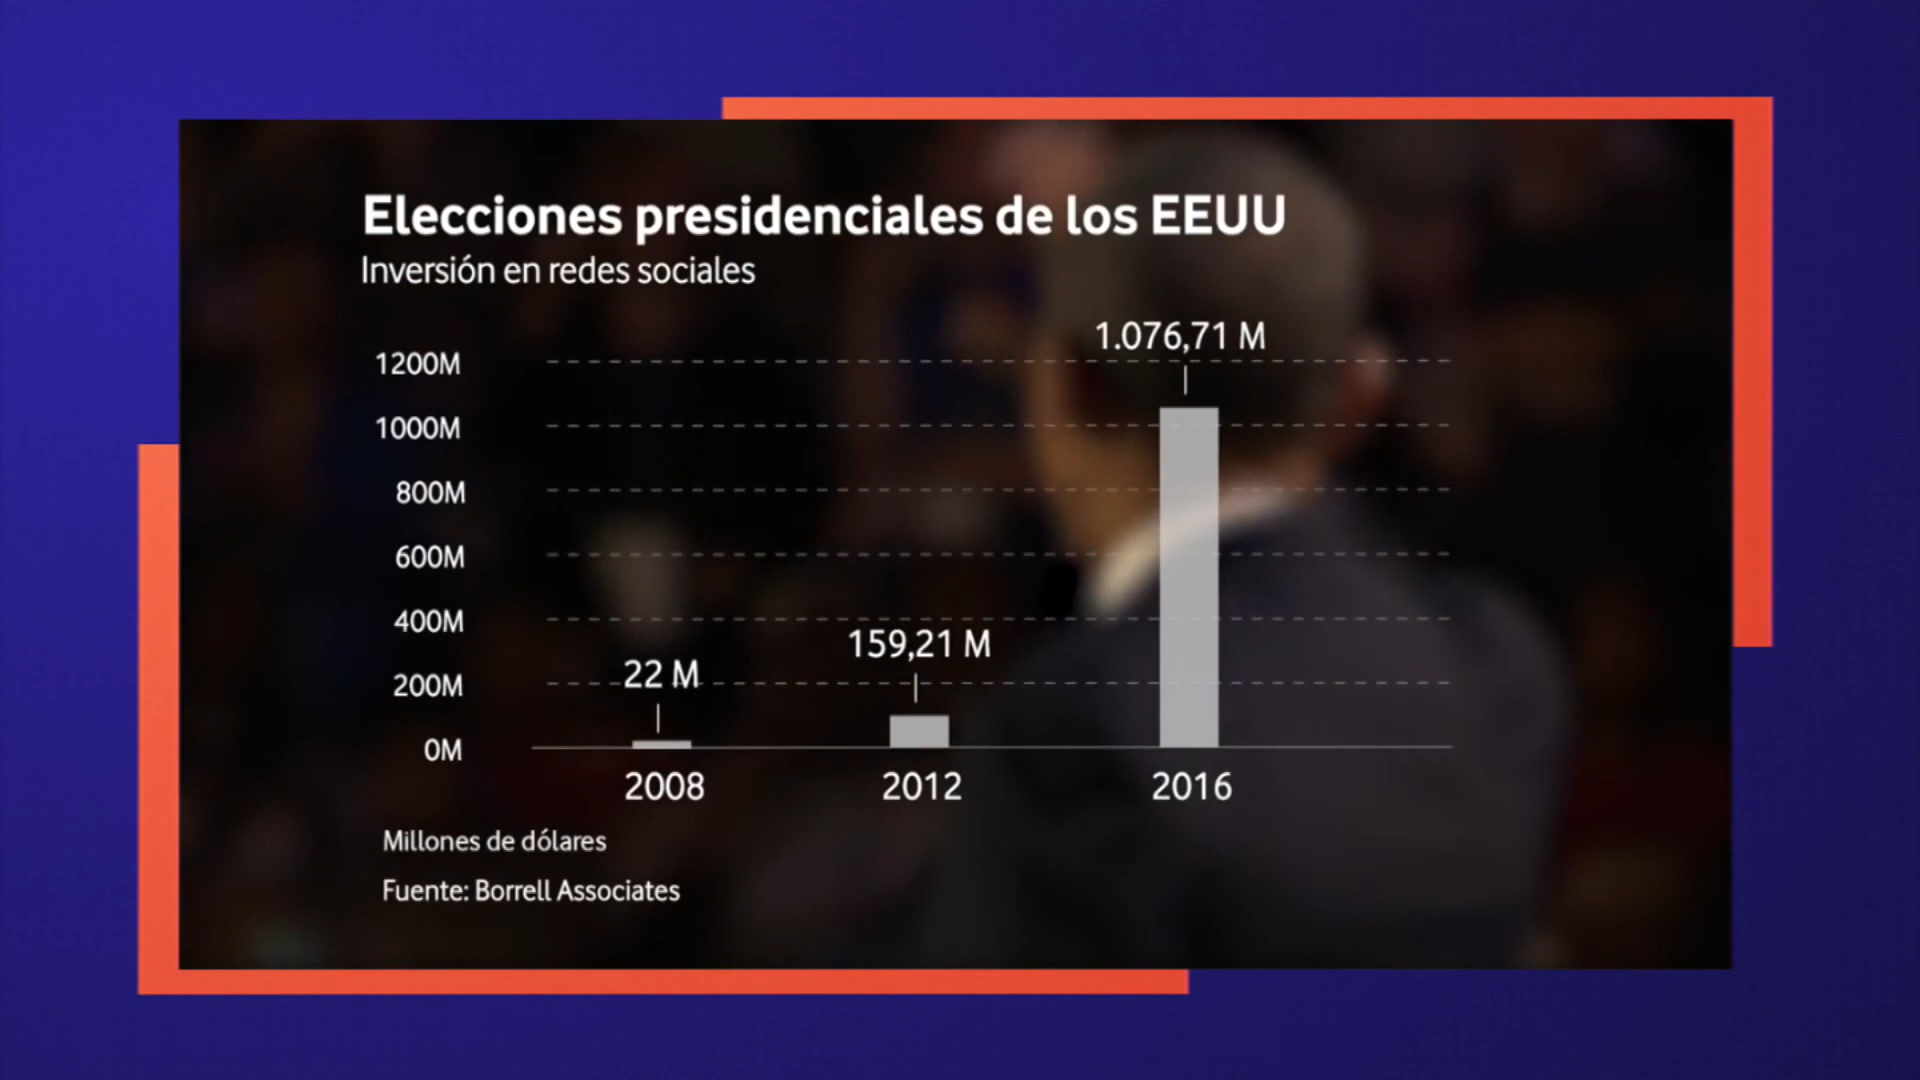 Elecciones presidenciales de los EEUU
Inversión en redes sociales
1.076,71 M
1200M
1000M
800M
600M
400M
159,21 M
22 M
200M
0M
2008 2012 2016
Millones de dólares
Fuente: Borrell Associates